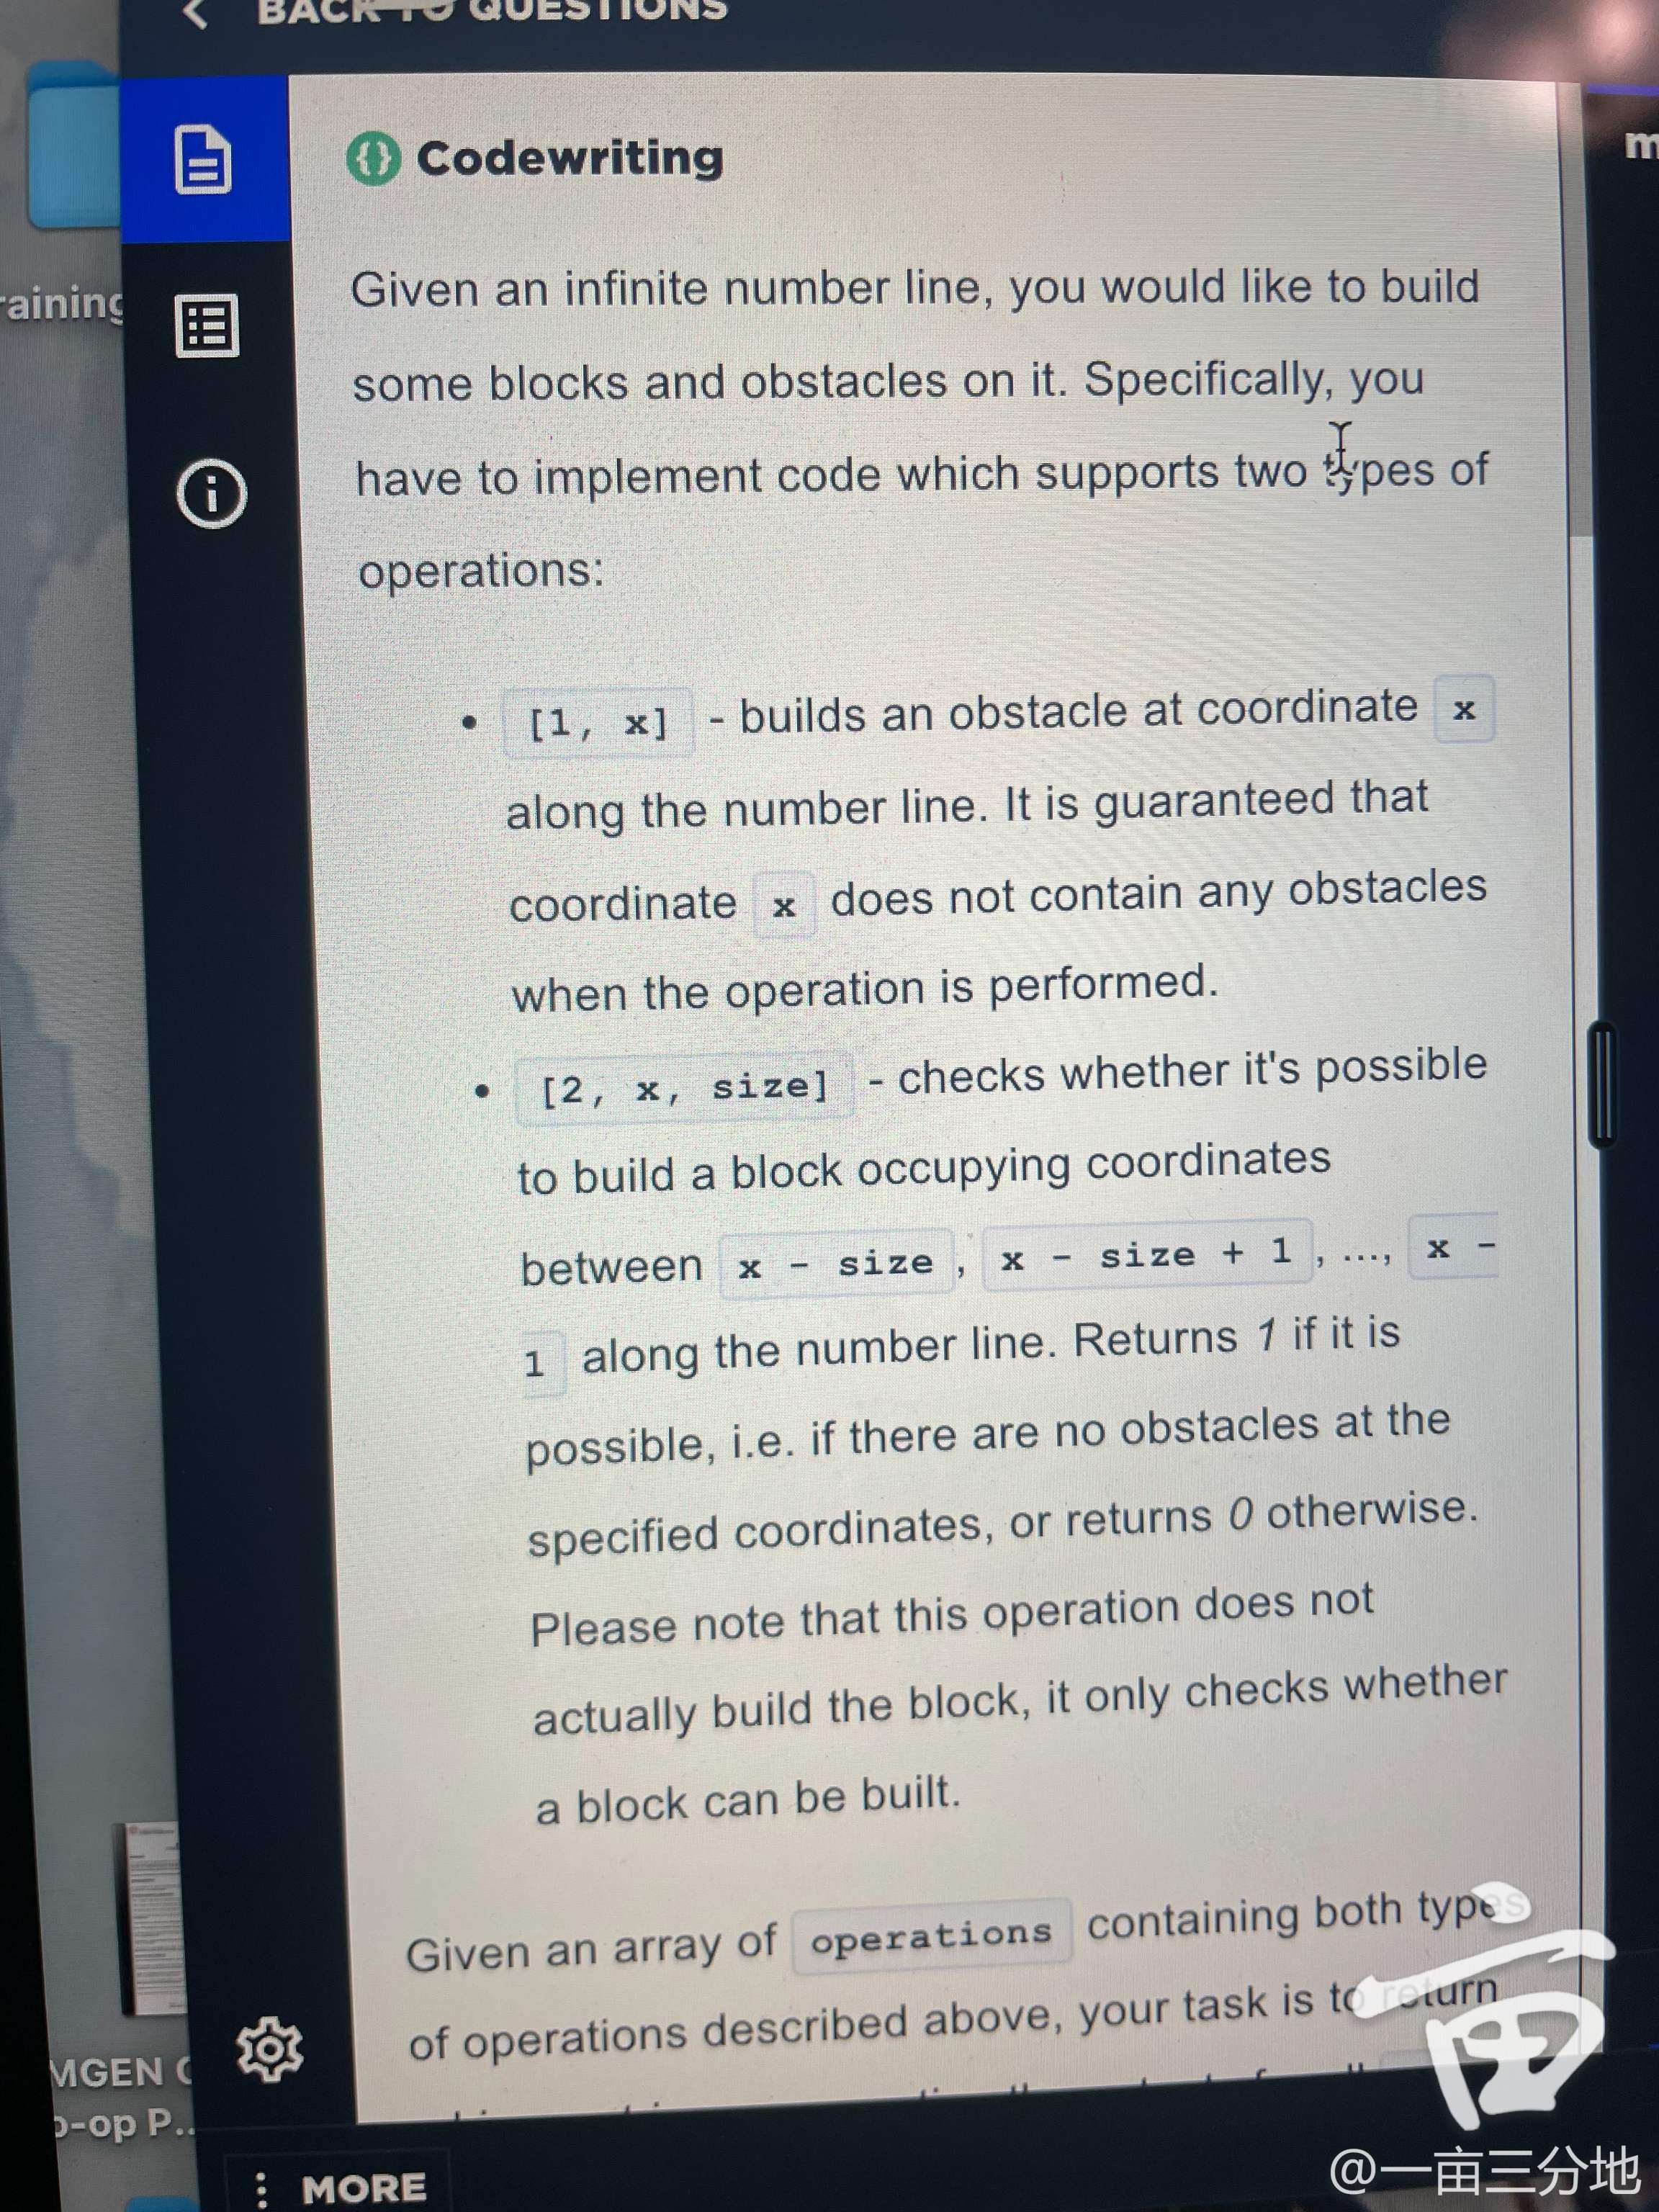 BACK TO QUESTIONS
Codewriting
Given an infinite number line, you would like to build
some blocks and obstacles on it. Specifically, you
have to implement code which supports two types of
operations:
• [1, x] - builds an obstacle at coordinate x
along the number line. It is guaranteed that
coordinate x does not contain any obstacles
when the operation is performed.
• [2, x, size] - checks whether it's possible
to build a block occupying coordinates
between x - size, x - size + 1, ..., x -
1 along the number line. Returns 1 if it is
possible, i.e. if there are no obstacles at the
specified coordinates, or returns 0 otherwise.
Please note that this operation does not
actually build the block, it only checks whether
a block can be built.
Given an array of operations containing both types
of operations described above, your task is to return
MORE
raining
MGEN
o-op P...
@一亩三分地